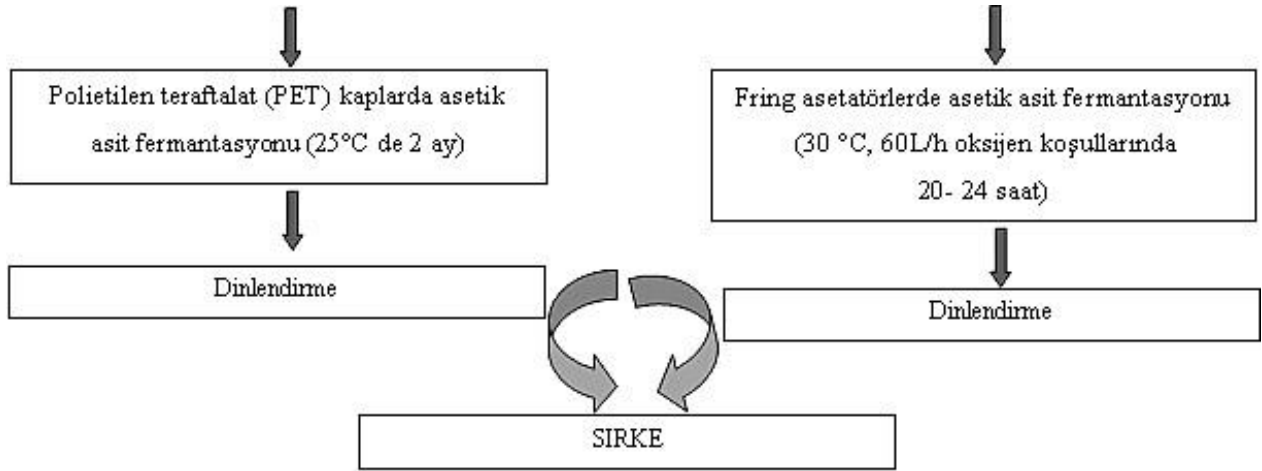 Polietilen teraftalat (PET) kaplarda asetik
asit fermantasyonu (25°C de 2 ay)
Fring asetatörlerde asetik asit fermantasyonu
(30 °C, 60L/h oksijen koşullarında
20- 24 saat)
Dinlendirme
Dinlendirme
SIRKE